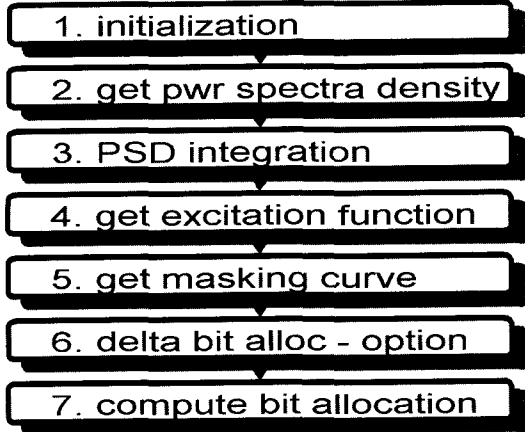 1. initialization
2. get pwr spectra density
3. PSD integration
4. get excitation function
5. get masking curve
6. delta bit alloc - option
7. compute bit allocation